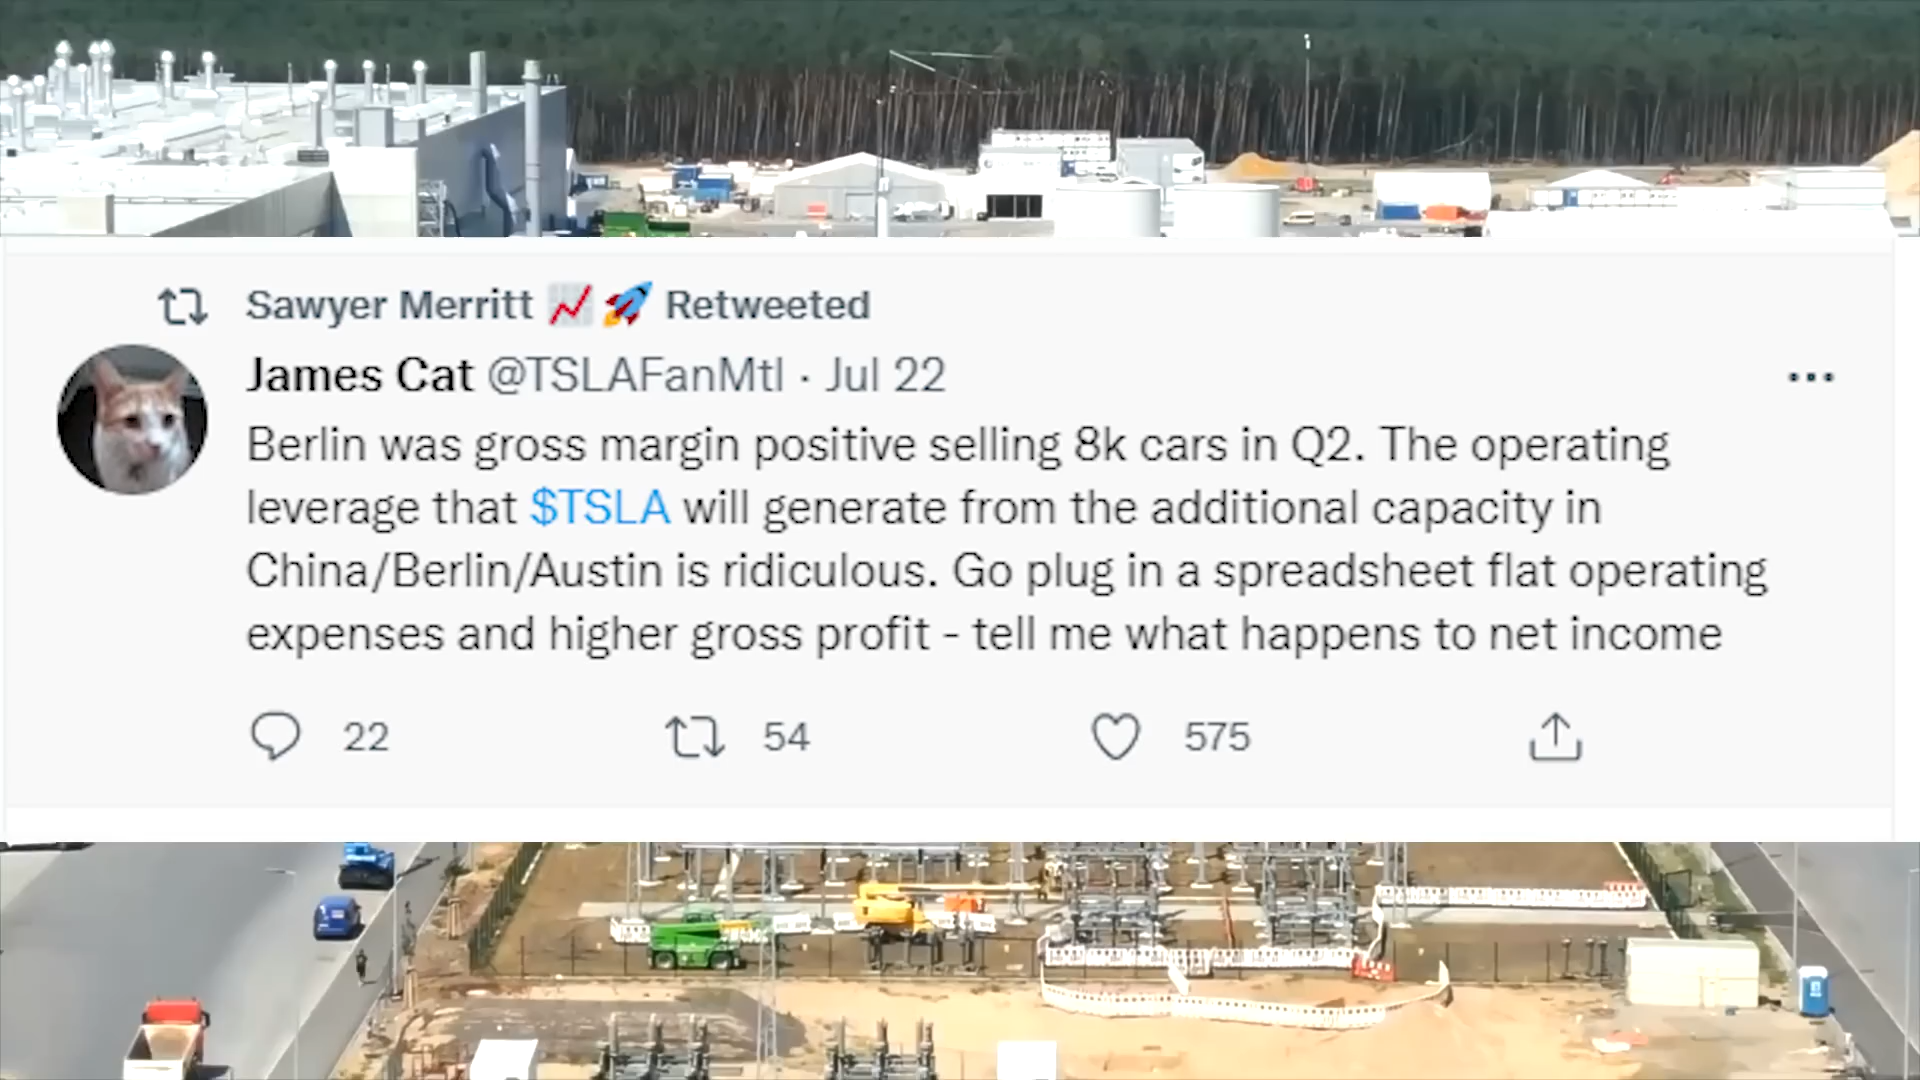 Sawyer Merritt 📈🚀 Retweeted
James Cat @TSLAFanMtl · Jul 22
Berlin was gross margin positive selling 8k cars in Q2. The operating
leverage that $TSLA will generate from the additional capacity in
China/Berlin/Austin is ridiculous. Go plug in a spreadsheet flat operating
expenses and higher gross profit - tell me what happens to net income
22 54 575